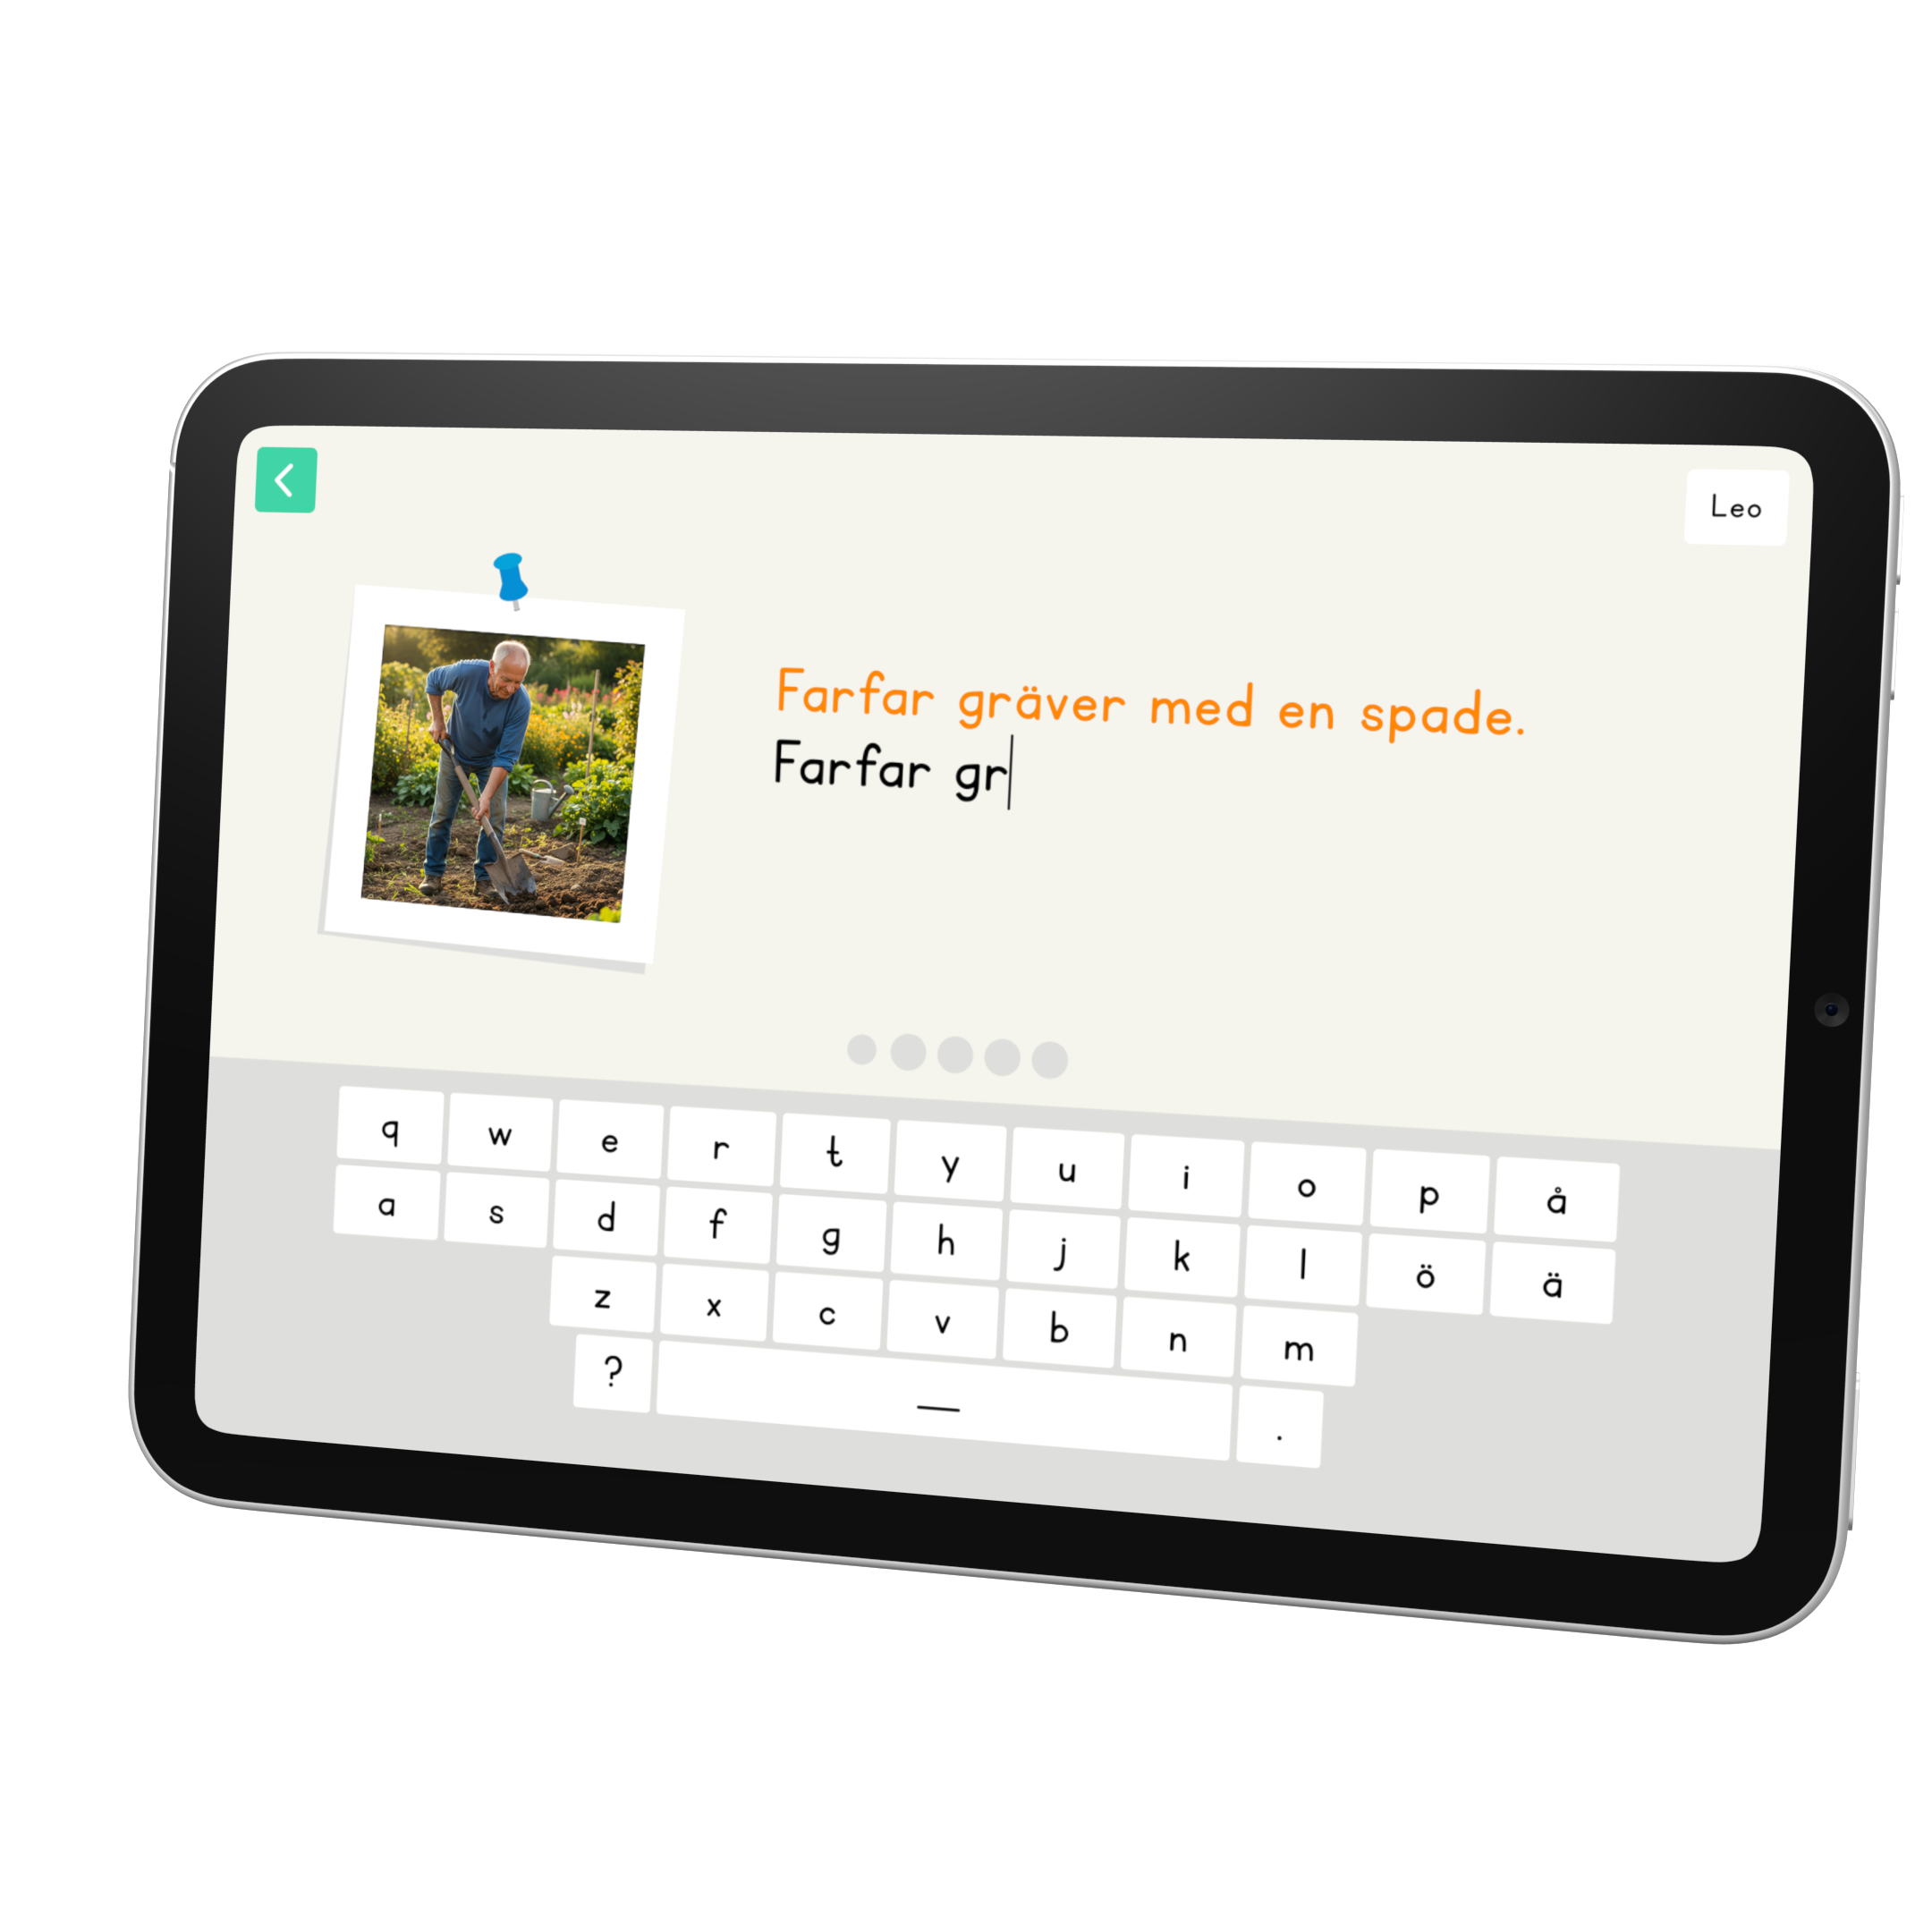 Leo
Farfar gräver med en spade.
Farfar gr
q w e r t y u i o p å
a s d f g h j k l ö ä
z x c v b n m
? _ .